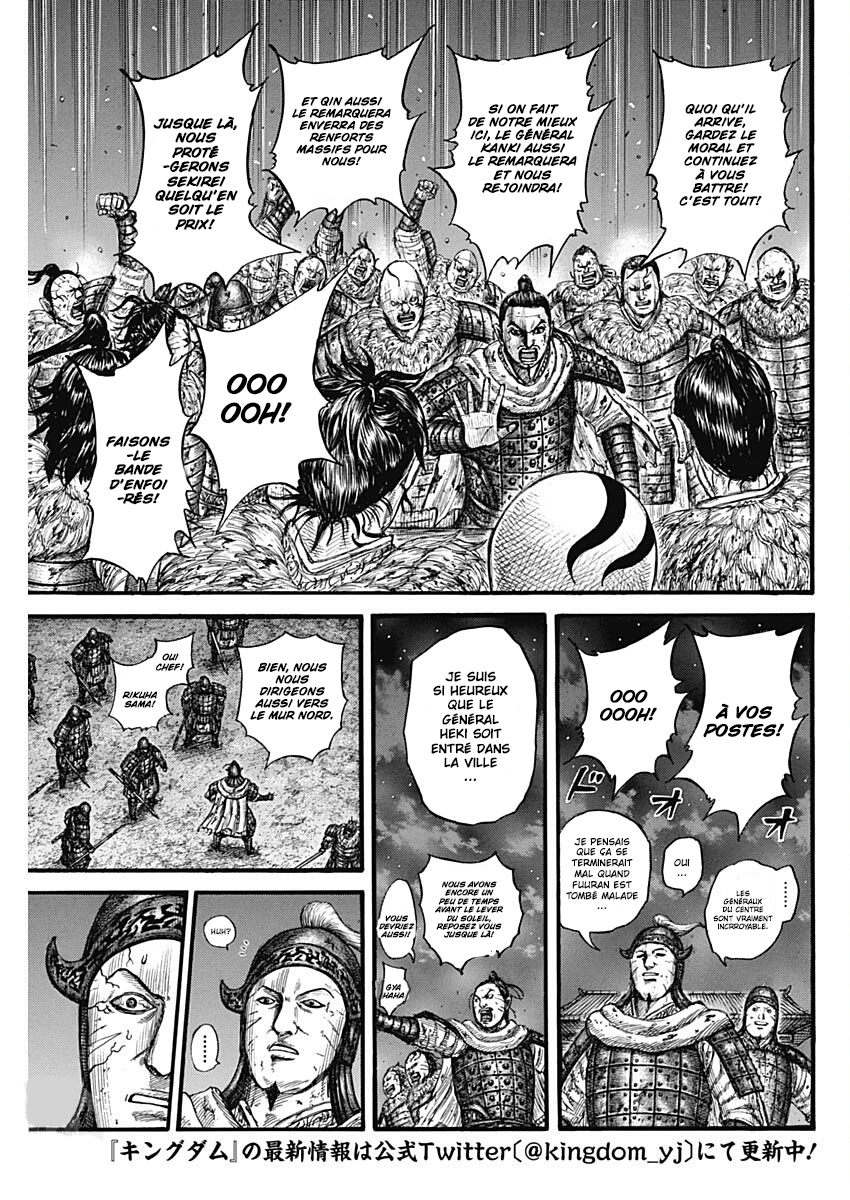 QUOI QU'IL
ARRIVE,
GARDEZ LE
MORAL ET
CONTINUEZ
À VOUS
BATTRE!
C'EST TOUT!
SI ON FAIT
DE NOTRE MIEUX
ICI, LE GÉNÉRAL
KANKI AUSSI
LE REMARQUERA
ET NOUS
REJOINDRA!
ET QIN AUSSI
LE REMARQUERA
ENVERRA DES
RENFORTS
MASSIFS POUR
NOUS!
JUSQUE LÀ,
NOUS
PROTÉ
-GERONS
SEKIREI
QUELQU'EN
SOIT LE
PRIX!
OOO
OOH!
FAISONS
-LE
BANDE
D'ENFOI
-RÉS!
À VOS
POSTES!
OOO
OOOH!
ドオオ
......
LES
GÉNÉRAUX
DU CENTRE
SONT VRAIMENT
INCRROYABLE.
OUI
...
JE PENSAIS
QUE ÇA SE
TERMINERAIT
MAL QUAND
FUURAN EST
TOMBÉ MALADE
...
JE SUIS
SI HEUREUX
QUE LE
GÉNÉRAL
HEKI SOIT
ENTRÉ DANS
LA VILLE
...
NOUS AVONS
ENCORE UN
PEU DE TEMPS
AVANT LE LEVER
DU SOLEIL,
REPOSEZ VOUS
JUSQUE LÀ!
VOUS
DEVRIEZ
AUSSI!
GYA
HAHA
BIEN, NOUS
NOUS
DIRIGEONS
AUSSI VERS
LE MUR NORD.
OUI
CHEF!
RIKUHA
SAMA!
HUH?
....
『キングダム』の最新情報は公式Twitter(@kingdom_yj)にて更新中!